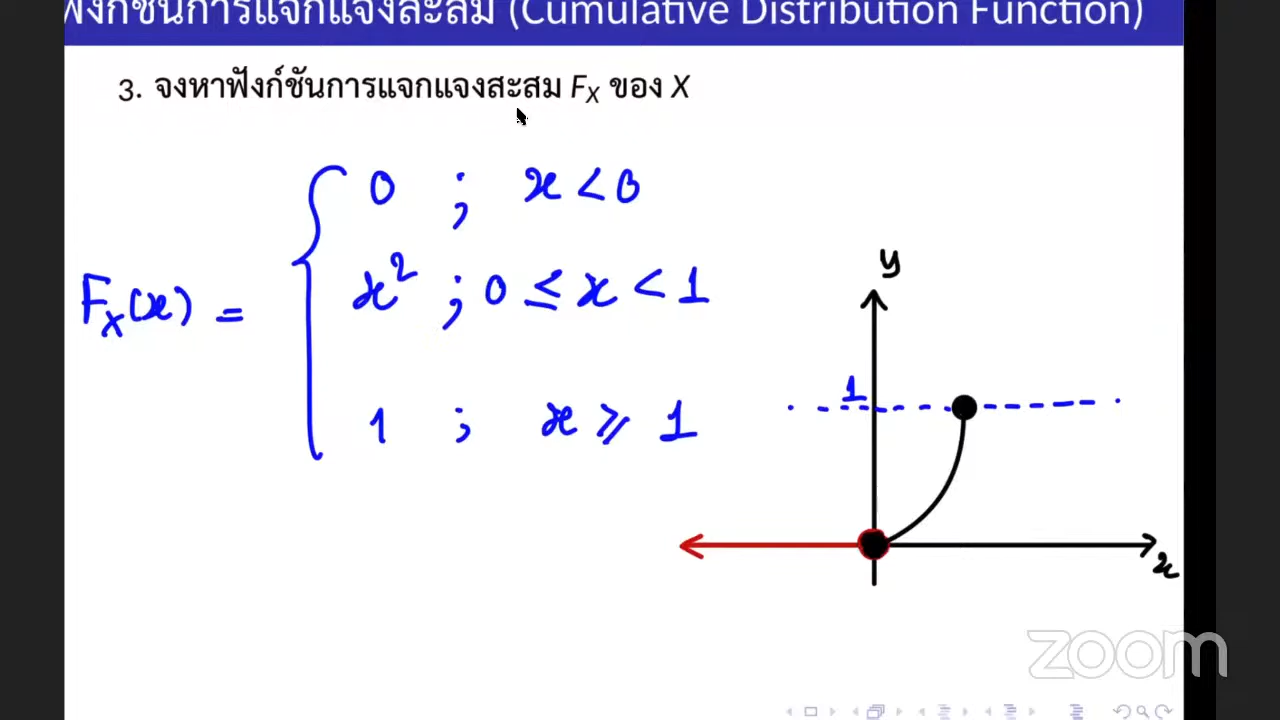 ฟังก์ชันการแจกแจงสะสม (Cumulative Distribution Function)
3. จงหาฟังก์ชันการแจกแจงสะสม F_X ของ X
0 ; x < 0
F_X(x) = x² ; 0 ≤ x < 1
1 ; x ≥ 1
y
1
x
zoom